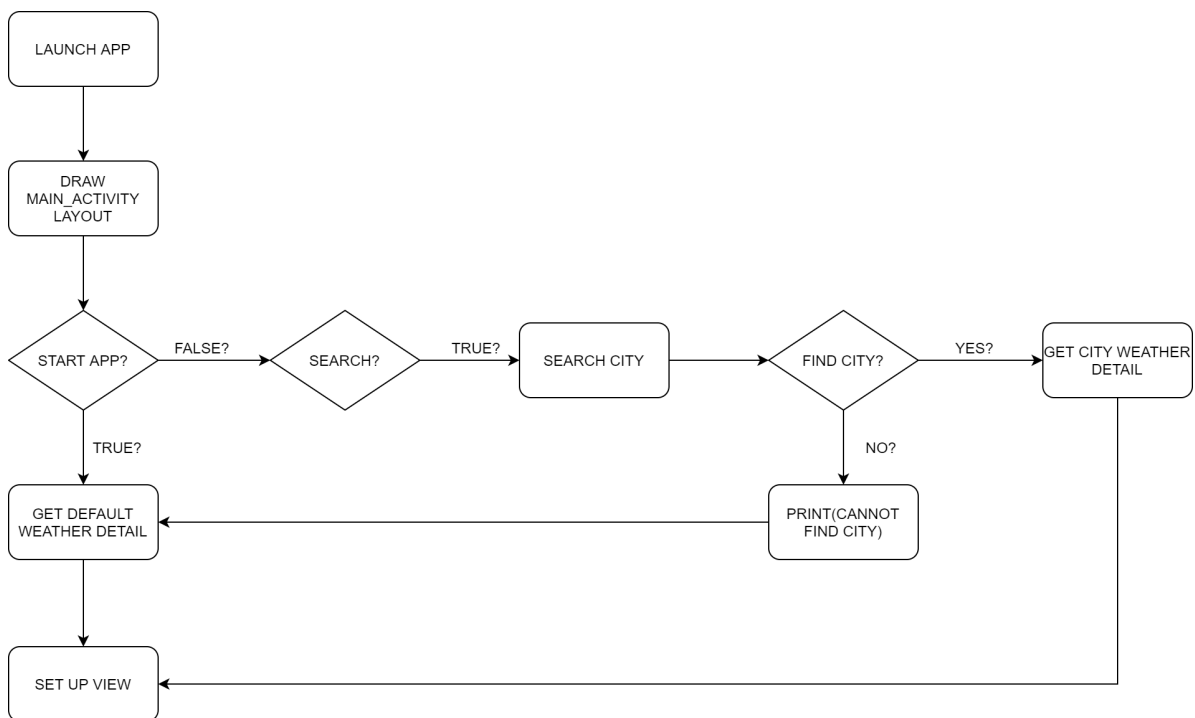 LAUNCH APP
DRAW
MAIN_ACTIVITY
LAYOUT
START APP?
FALSE?
SEARCH?
TRUE?
SEARCH CITY
FIND CITY?
YES?
GET CITY WEATHER
DETAIL
TRUE?
NO?
GET DEFAULT
WEATHER DETAIL
PRINT(CANNOT
FIND CITY)
SET UP VIEW